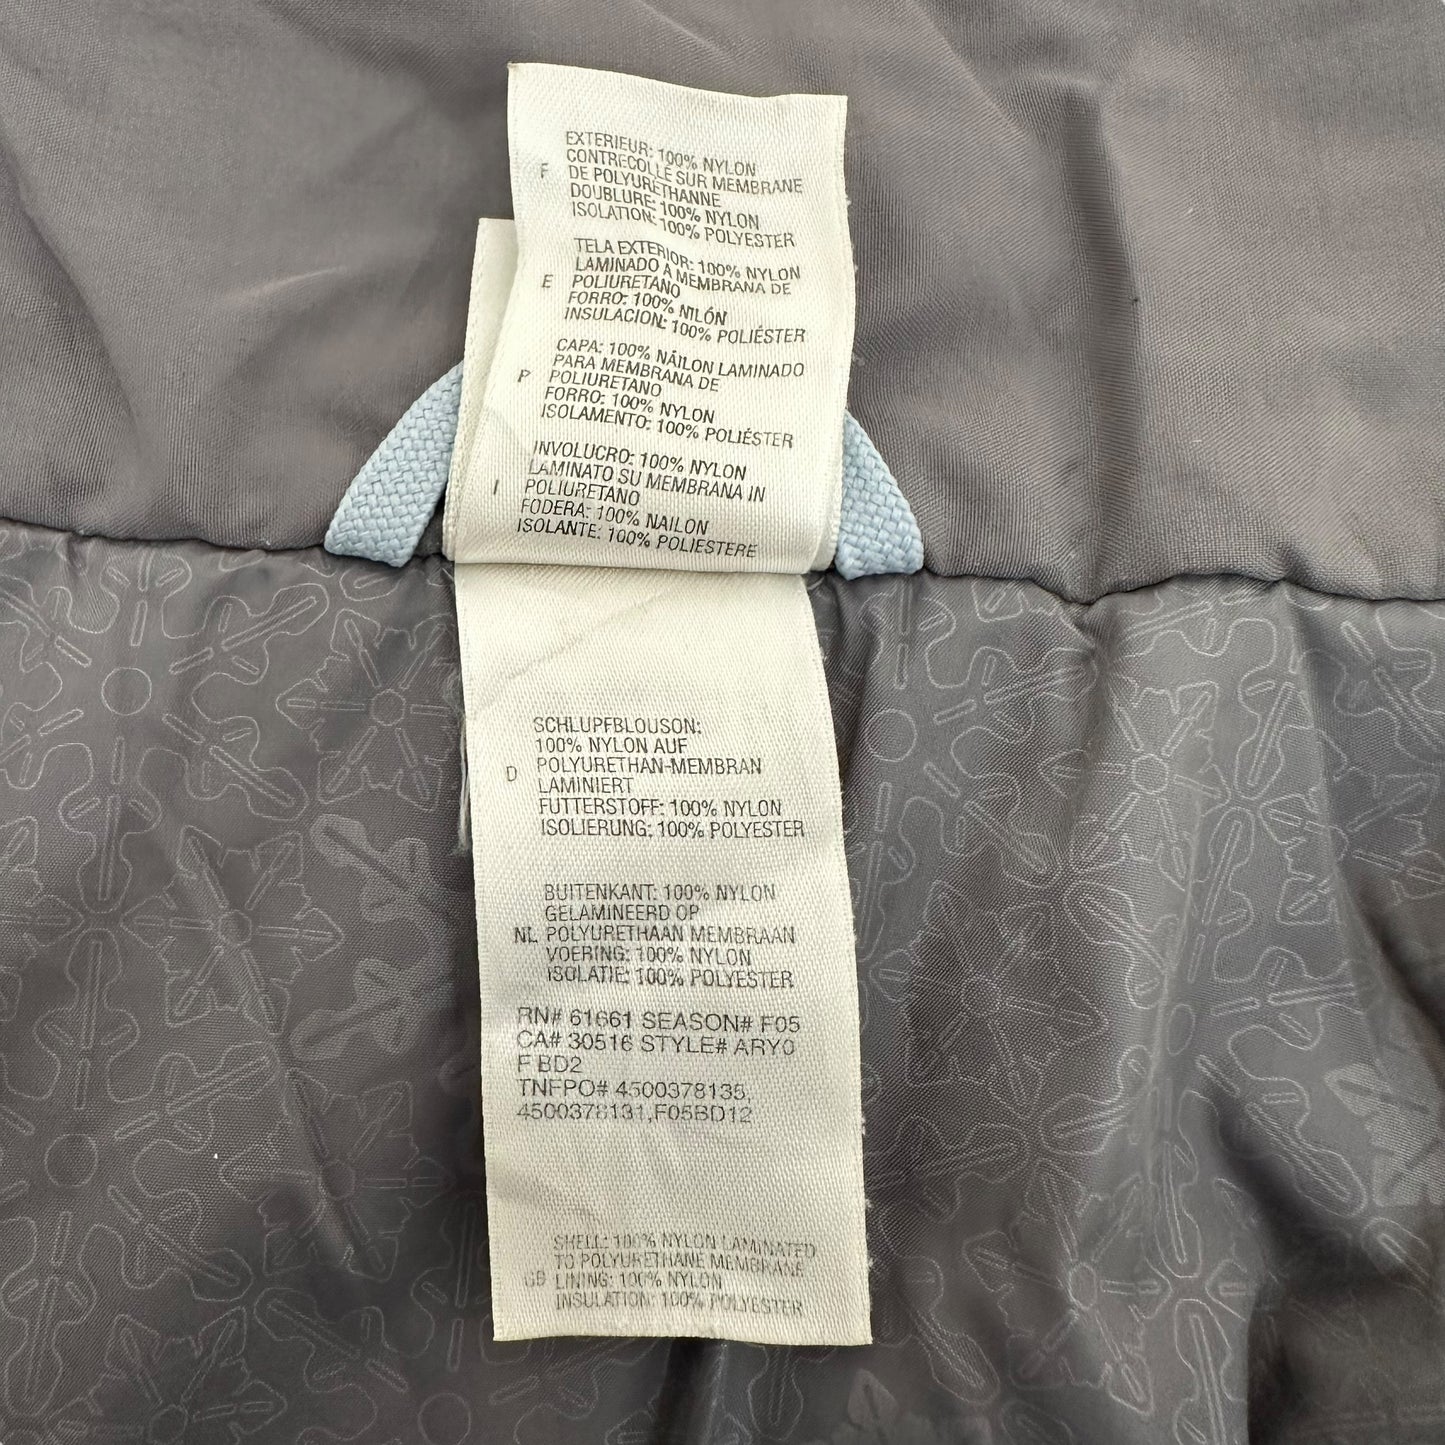 EXTERIEUR: 100% NYLON
CONTRECOLLÉ SUR MEMBRANE
F DE POLYURÉTHANNE
DOUBLURE: 100% NYLON
ISOLATION: 100% POLYESTER
TELA EXTERIOR: 100% NYLON
LAMINADO A MEMBRANA DE
E POLIURETANO
FORRO: 100% NILÓN
INSULACION: 100% POLIÉSTER
CAPA: 100% NÁILON LAMINADO
PARA MEMBRANA DE
P POLIURETANO
FORRO: 100% NYLON
ISOLAMENTO: 100% POLIÉSTER
INVOLUCRO: 100% NYLON
LAMINATO SU MEMBRANA IN
I POLIURETANO
FODERA: 100% NAILON
ISOLANTE: 100% POLIESTERE
SCHLUPFBLOUSON:
100% NYLON AUF
D POLYURETHAN-MEMBRAN
LAMINIERT
FUTTERSTOFF: 100% NYLON
ISOLIERUNG: 100% POLYESTER
BUITENKANT: 100% NYLON
GELAMINEERD OP
NL POLYURETHAAN MEMBRAAN
VOERING: 100% NYLON
ISOLATIE: 100% POLYESTER
RN# 61661 SEASON# F05
CA# 30516 STYLE# ARY0
F BD2
TNFPO# 4500378135,
4500378131,F05BD12
SHELL: 100% NYLON LAMINATED
TO POLYURETHANE MEMBRANE
GB LINING: 100% NYLON
INSULATION: 100% POLYESTER